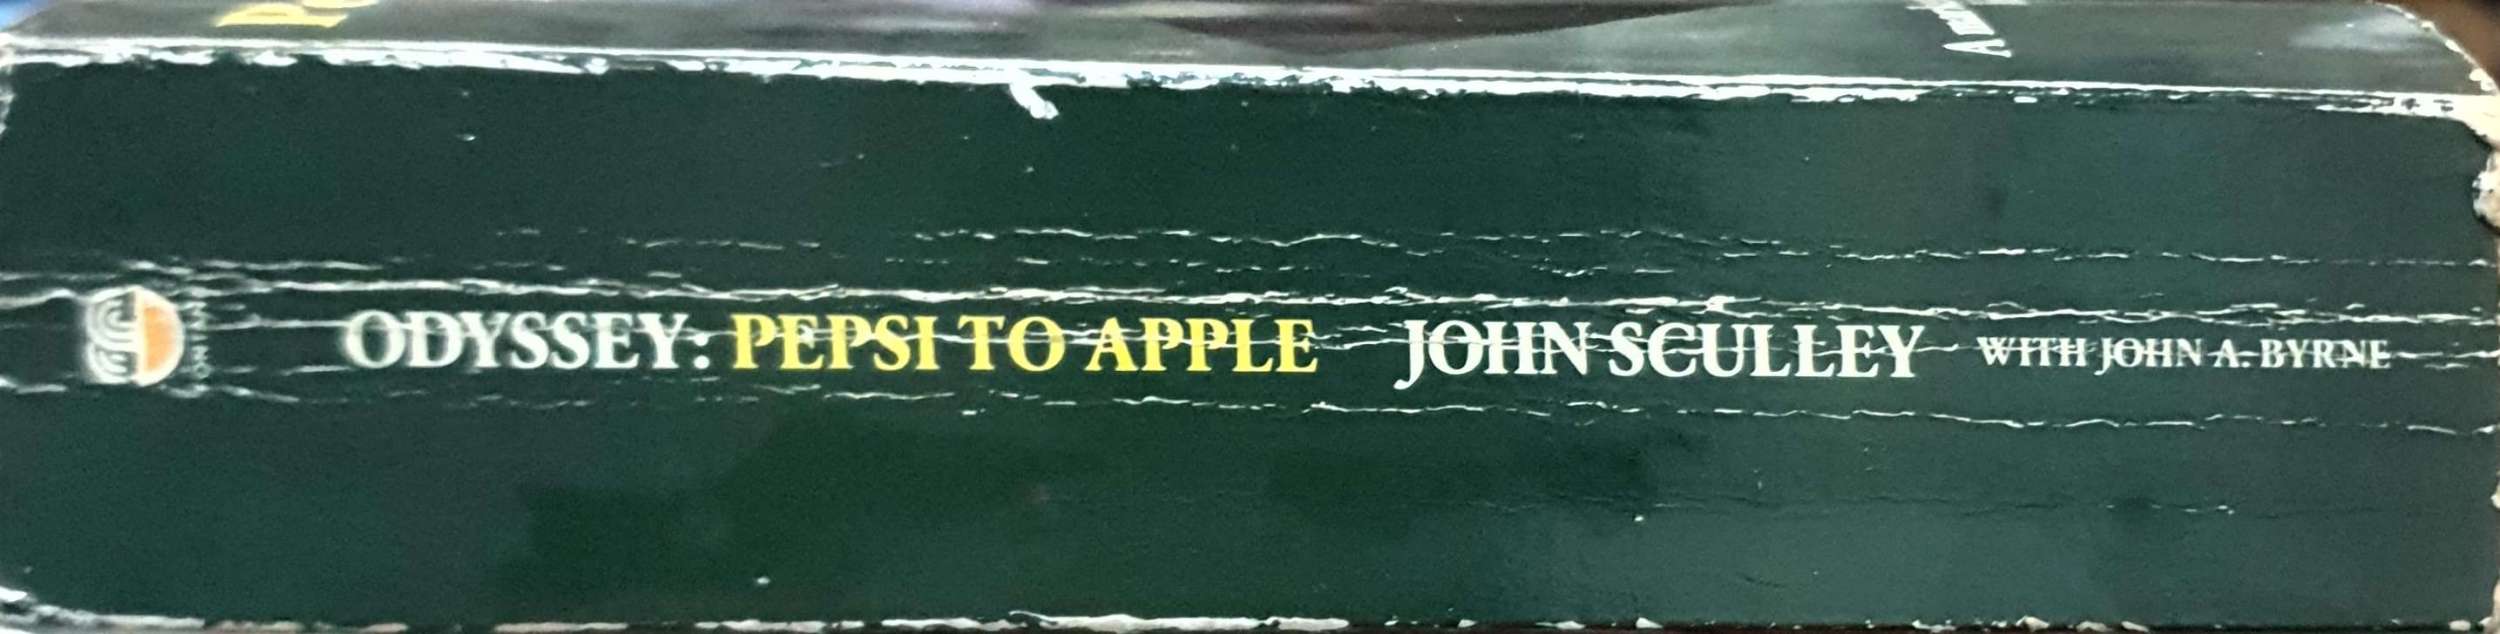 ODYSSEY: PEPSI TO APPLE JOHN SCULLEY WITH JOHN A. BYRNE